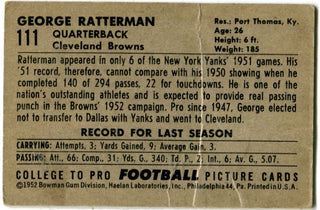 GEORGE RATTERMAN
111 QUARTERBACK
Cleveland Browns
Res.: Port Thomas, Ky.
Age: 26
Height: 6 ft.
Weight: 185
Ratterman appeared in only 6 of the New York Yanks' 1951 games. His
'51 record, therefore, cannot compare with his 1950 showing when he
completed 140 of 294 passes, 22 for touchdowns. He is one of the
nation's outstanding athletes and is expected to provide real passing
punch in the Browns' 1952 campaign. Pro since 1947, George elected
not to transfer to Dallas with Yanks and went to Cleveland.
RECORD FOR LAST SEASON
CARRYING: Attempts, 3; Yards Gained, 9; Average Gain, 3.
PASSING: Att., 66; Comp., 31; Yds. G., 340; Td. P., 2; Int., 6; Av. G., 5.07.
COLLEGE TO PRO FOOTBALL PICTURE CARDS
©1952 Bowman Gum Division, Haelan Laboratories, Inc., Philadelphia 44, Pa. Printed in U.S.A.